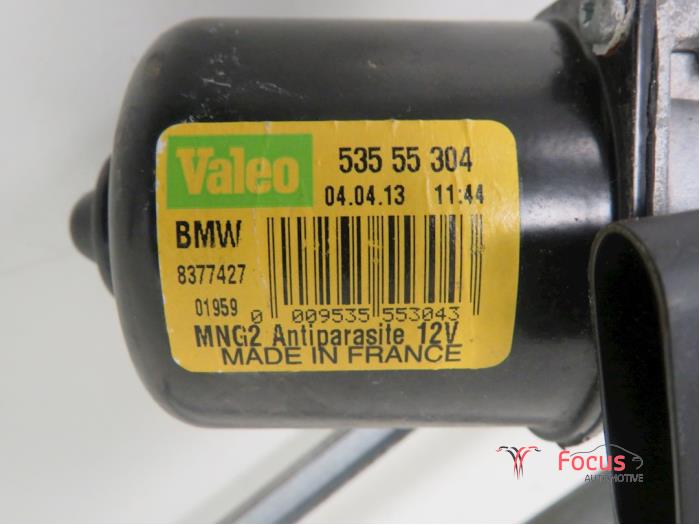 Valeo
535 55 304
04.04.13 11:44
BMW
8377427
01959
0 009535 553043
MNG2 Antiparasite 12V
MADE IN FRANCE
Focus
AUTOMOTIVE